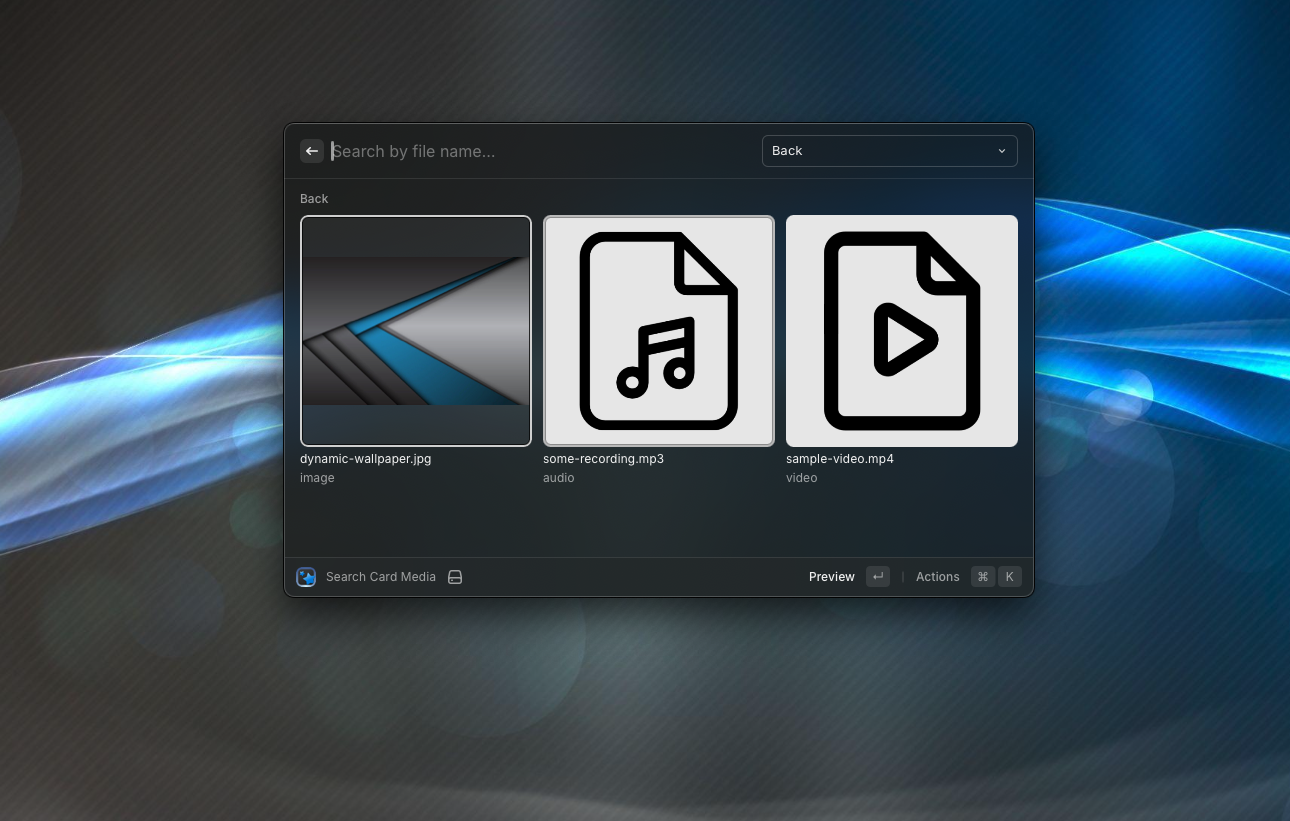 Search by file name...
Back
Back
dynamic-wallpaper.jpg
image
some-recording.mp3
audio
sample-video.mp4
video
Search Card Media
Preview ↵ | Actions ⌘ K